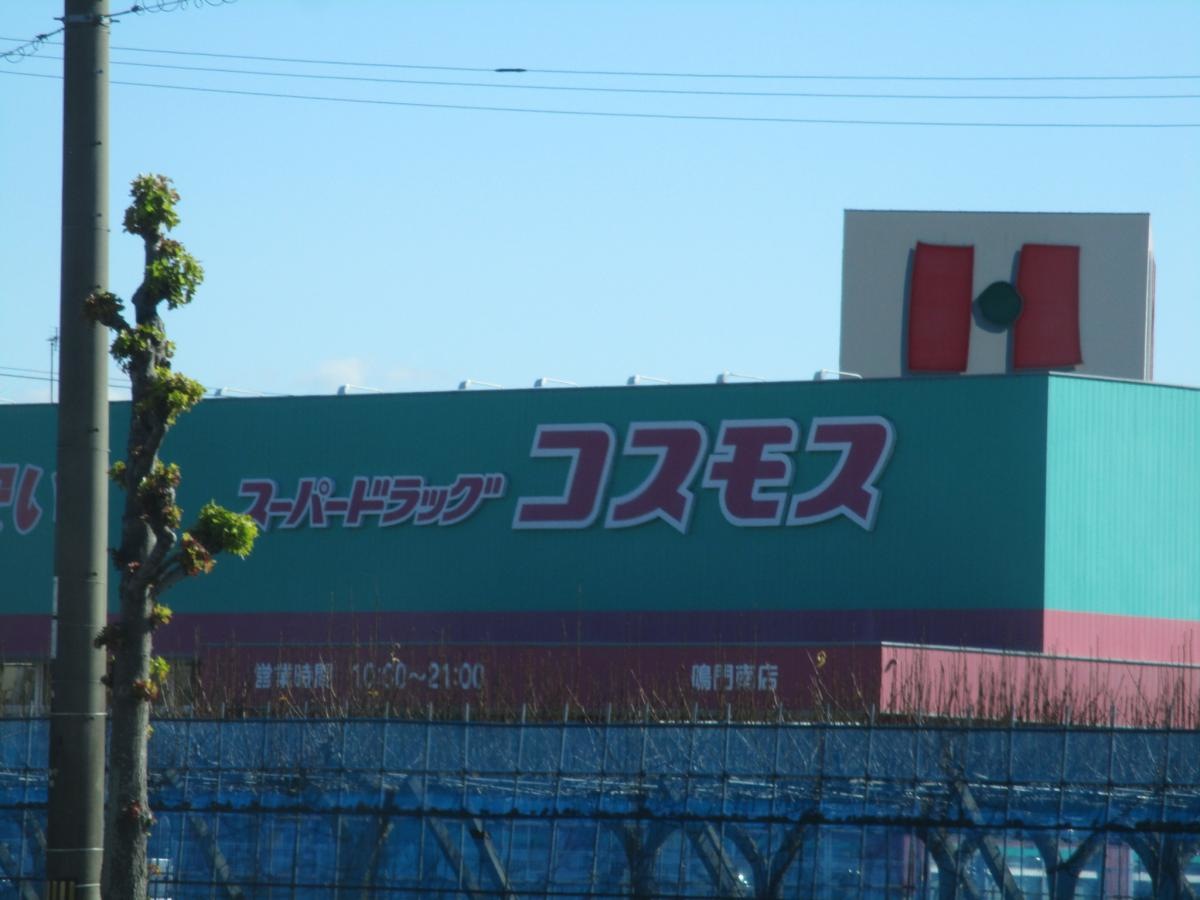 スーパードラッグ コスモス
営業時間 10:00～21:00
鳴門南店